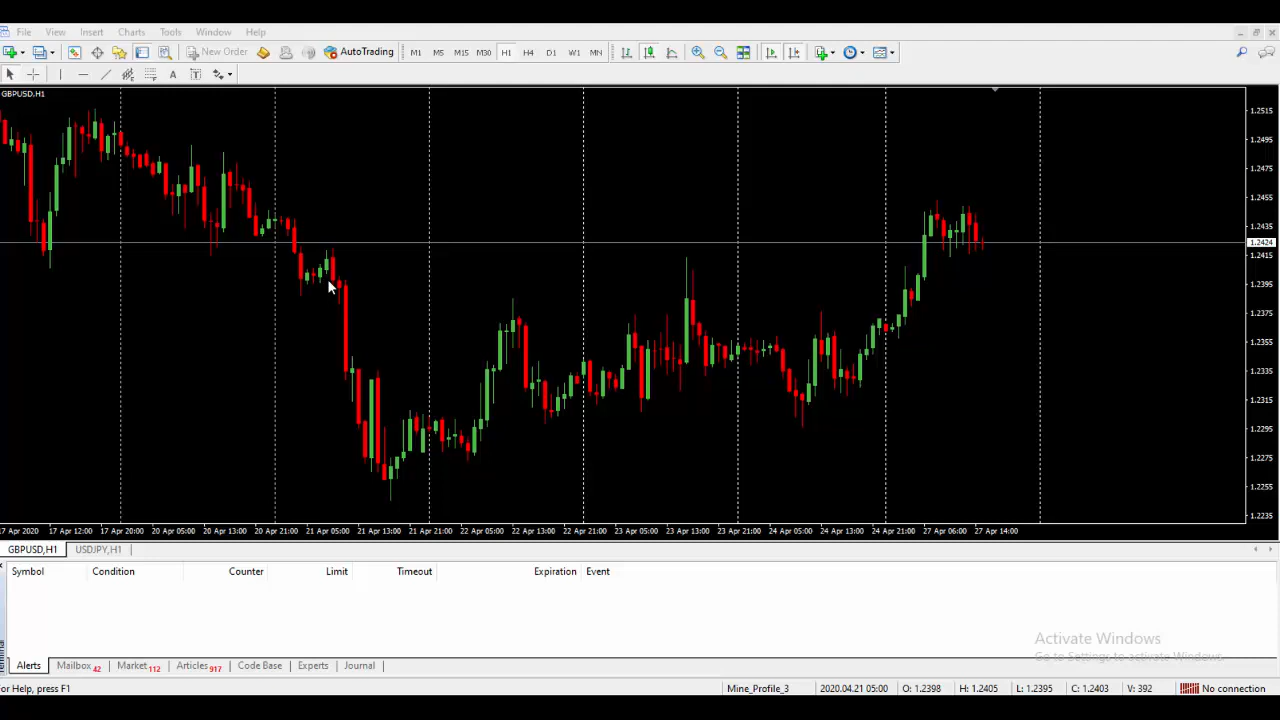 File View Insert Charts Tools Window Help
New Order AutoTrading M1 M5 M15 M30 H1 H4 D1 W1 MN
A T
GBPUSD,H1
1.2515
1.2495
1.2475
1.2455
1.2435
1.2424
1.2415
1.2395
1.2375
1.2355
1.2335
1.2315
1.2295
1.2275
1.2255
1.2235
17 Apr 2020 17 Apr 12:00 17 Apr 20:00 20 Apr 05:00 20 Apr 13:00 20 Apr 21:00 21 Apr 05:00 21 Apr 13:00 21 Apr 21:00 22 Apr 05:00 22 Apr 13:00 22 Apr 21:00 23 Apr 05:00 23 Apr 13:00 23 Apr 21:00 24 Apr 05:00 24 Apr 13:00 24 Apr 21:00 27 Apr 06:00 27 Apr 14:00
GBPUSD,H1 USDJPY,H1
Symbol Condition Counter Limit Timeout Expiration Event
Activate Windows
Go to Settings to activate Windows.
Alerts Mailbox 42 Market 112 Articles 917 Code Base Experts Journal
For Help, press F1 Mine_Profile_3 2020.04.21 05:00 O: 1.2398 H: 1.2405 L: 1.2395 C: 1.2403 V: 392 No connection